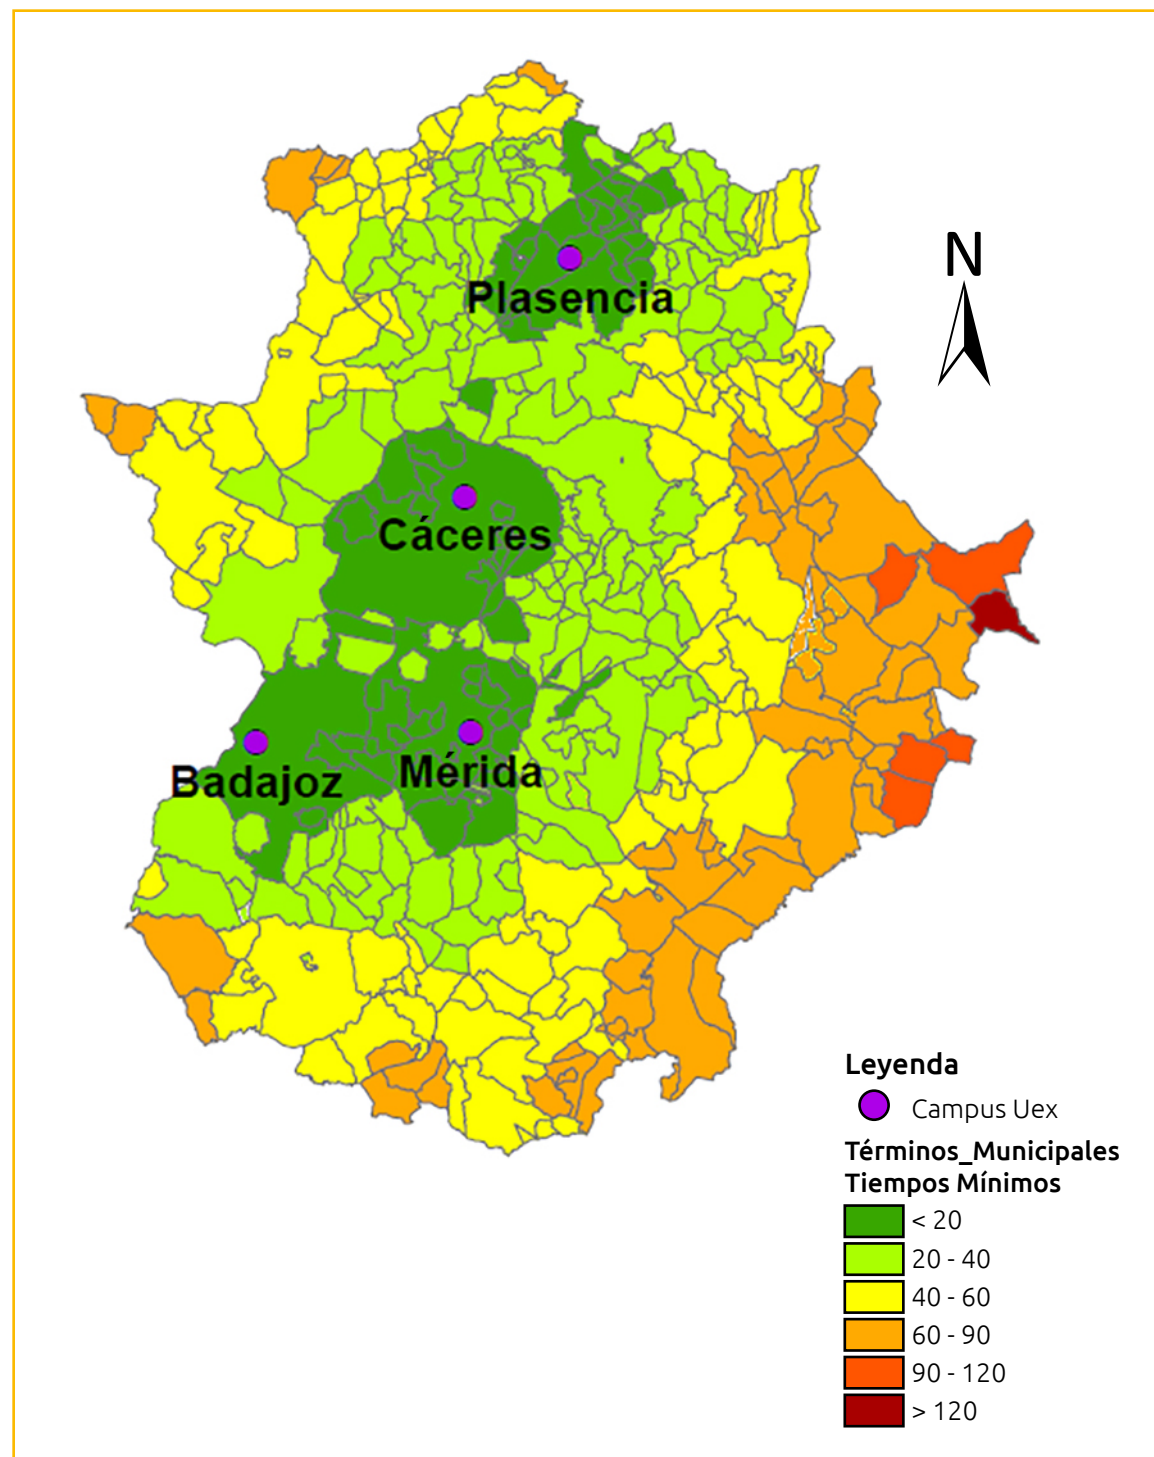 N
Plasencia
Cáceres
Badajoz
Mérida
Leyenda
Campus Uex
Términos_Municipales
Tiempos Mínimos
< 20
20 - 40
40 - 60
60 - 90
90 - 120
> 120